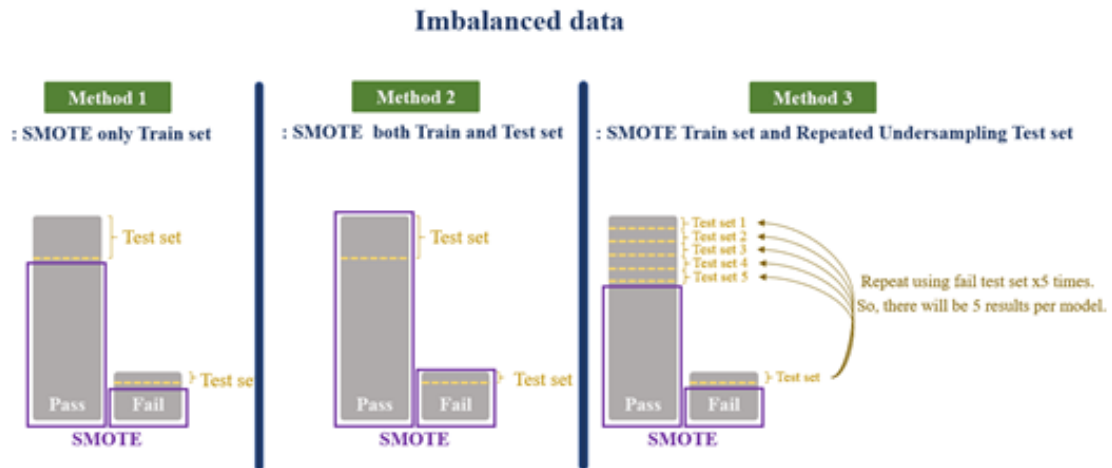 Imbalanced data
Method 1
: SMOTE only Train set
Test set
Test set
Pass
Fail
SMOTE
Method 2
: SMOTE both Train and Test set
Test set
Test set
Pass
Fail
SMOTE
Method 3
: SMOTE Train set and Repeated Undersampling Test set
Test set 1
Test set 2
Test set 3
Test set 4
Test set 5
Repeat using fail test set x5 times.
So, there will be 5 results per model.
Test set
Pass
Fail
SMOTE